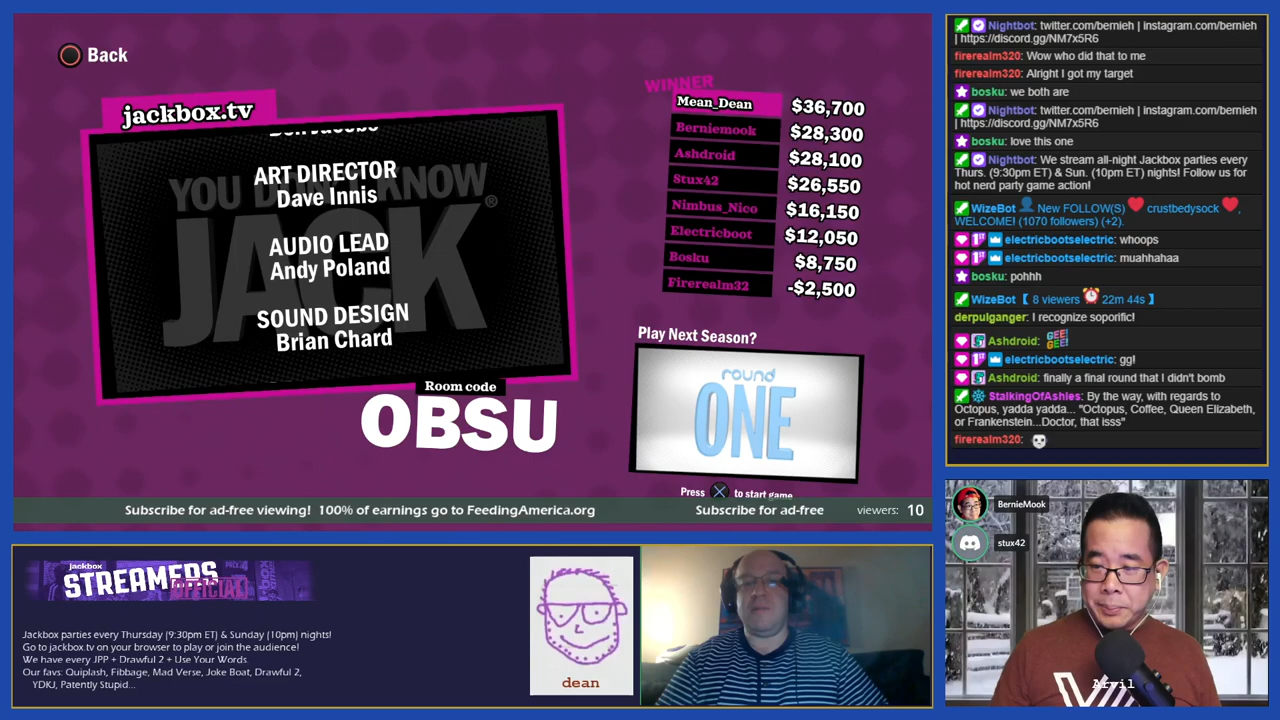 Back
jackbox.tv
ART DIRECTOR
Dave Innis
AUDIO LEAD
Andy Poland
SOUND DESIGN
Brian Chard
YOU DON'T KNOW
JACK®
Room code
OBSU
WINNER
Mean_Dean $36,700
Berniemook $28,300
Ashdroid $28,100
Stux42 $26,550
Nimbus_Nico $16,150
Electricboot $12,050
Bosku $8,750
Firerealm32 -$2,500
Play Next Season?
round
ONE
Press X to start game
Subscribe for ad-free viewing! 100% of earnings go to FeedingAmerica.org
Subscribe for ad-free
viewers: 10
Nightbot: twitter.com/bernieh | instagram.com/bernieh
| https://discord.gg/NM7x5R6
firerealm320: Wow who did that to me
firerealm320: Alright I got my target
bosku: we both are
Nightbot: twitter.com/bernieh | instagram.com/bernieh
| https://discord.gg/NM7x5R6
bosku: love this one
Nightbot: We stream all-night Jackbox parties every
Thurs. (9:30pm ET) & Sun. (10pm ET) nights! Follow us for
hot nerd party game action!
WizeBot New FOLLOW(S) crustbedysock ,
WELCOME! (1070 followers) (+2).
electricbootselectric: whoops
electricbootselectric: muahhahaa
bosku: pohhh
WizeBot 【 8 viewers 22m 44s 】
derpulganger: I recognize soporific!
Ashdroid: GEE! GEE!
electricbootselectric: gg!
Ashdroid: finally a final round that I didn't bomb
StalkingOfAshles: By the way, with regards to
Octopus, yadda yadda... "Octopus, Coffee, Queen Elizabeth,
or Frankenstein...Doctor, that isss"
firerealm320:
BernieMook
stux42
jackbox
STREAMERS
OFFICIAL
Jackbox parties every Thursday (9:30pm ET) & Sunday (10pm) nights!
Go to jackbox.tv on your browser to play or join the audience!
We have every JPP + Drawful 2 + Use Your Words.
Our favs: Quiplash, Fibbage, Mad Verse, Joke Boat, Drawful 2,
YDKJ, Patently Stupid...
dean